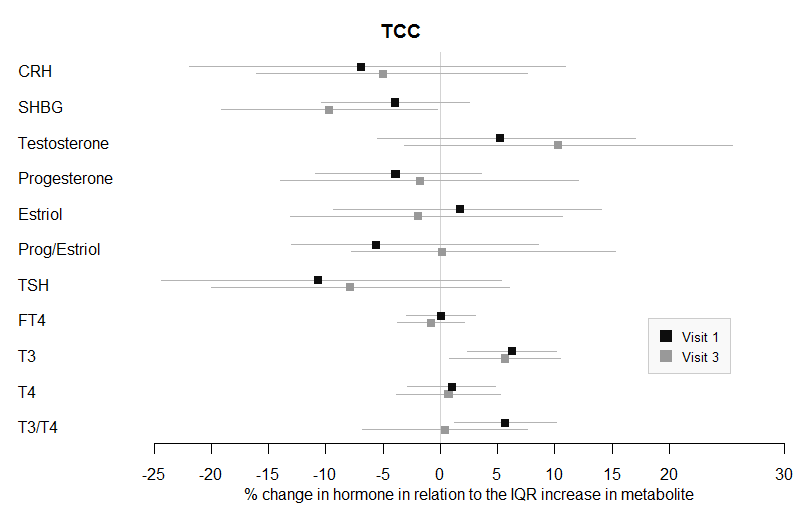 TCC
CRH
SHBG
Testosterone
Progesterone
Estriol
Prog/Estriol
TSH
FT4
T3
T4
T3/T4
Visit 1
Visit 3
-25 -20 -15 -10 -5 0 5 10 15 20 30
% change in hormone in relation to the IQR increase in metabolite